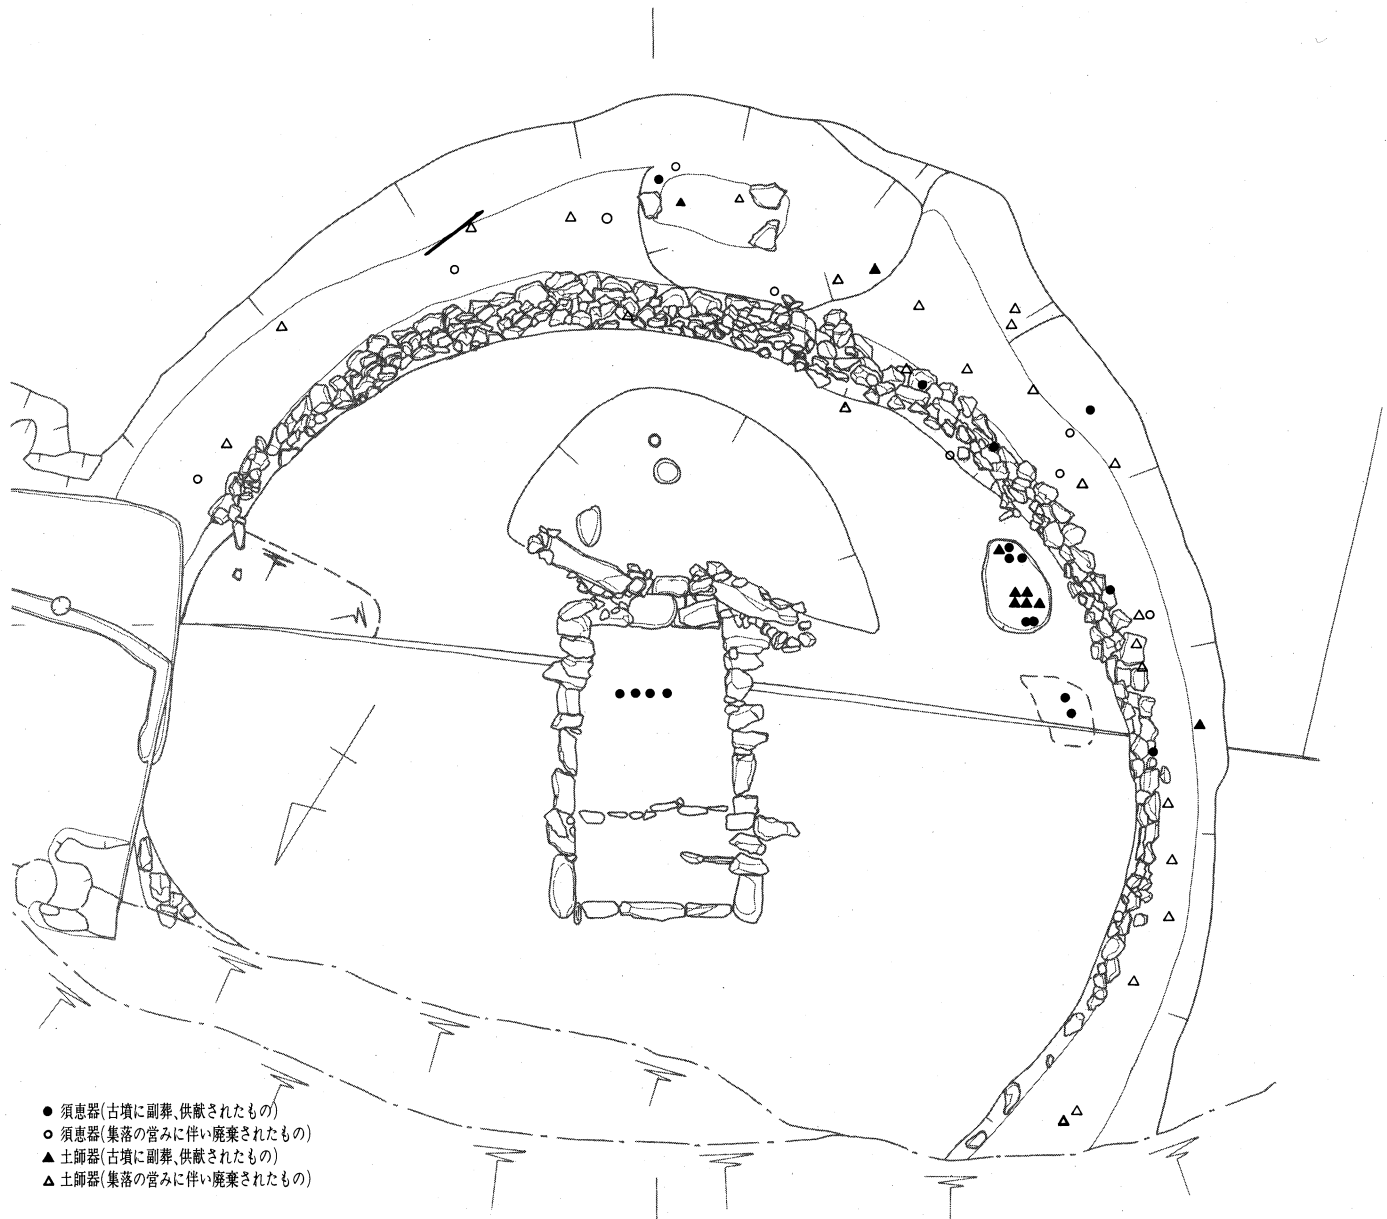 ● 須恵器(古墳に副葬、供献されたもの)
○ 須恵器(集落の営みに伴い廃棄されたもの)
▲ 土師器(古墳に副葬、供献されたもの)
△ 土師器(集落の営みに伴い廃棄されたもの)